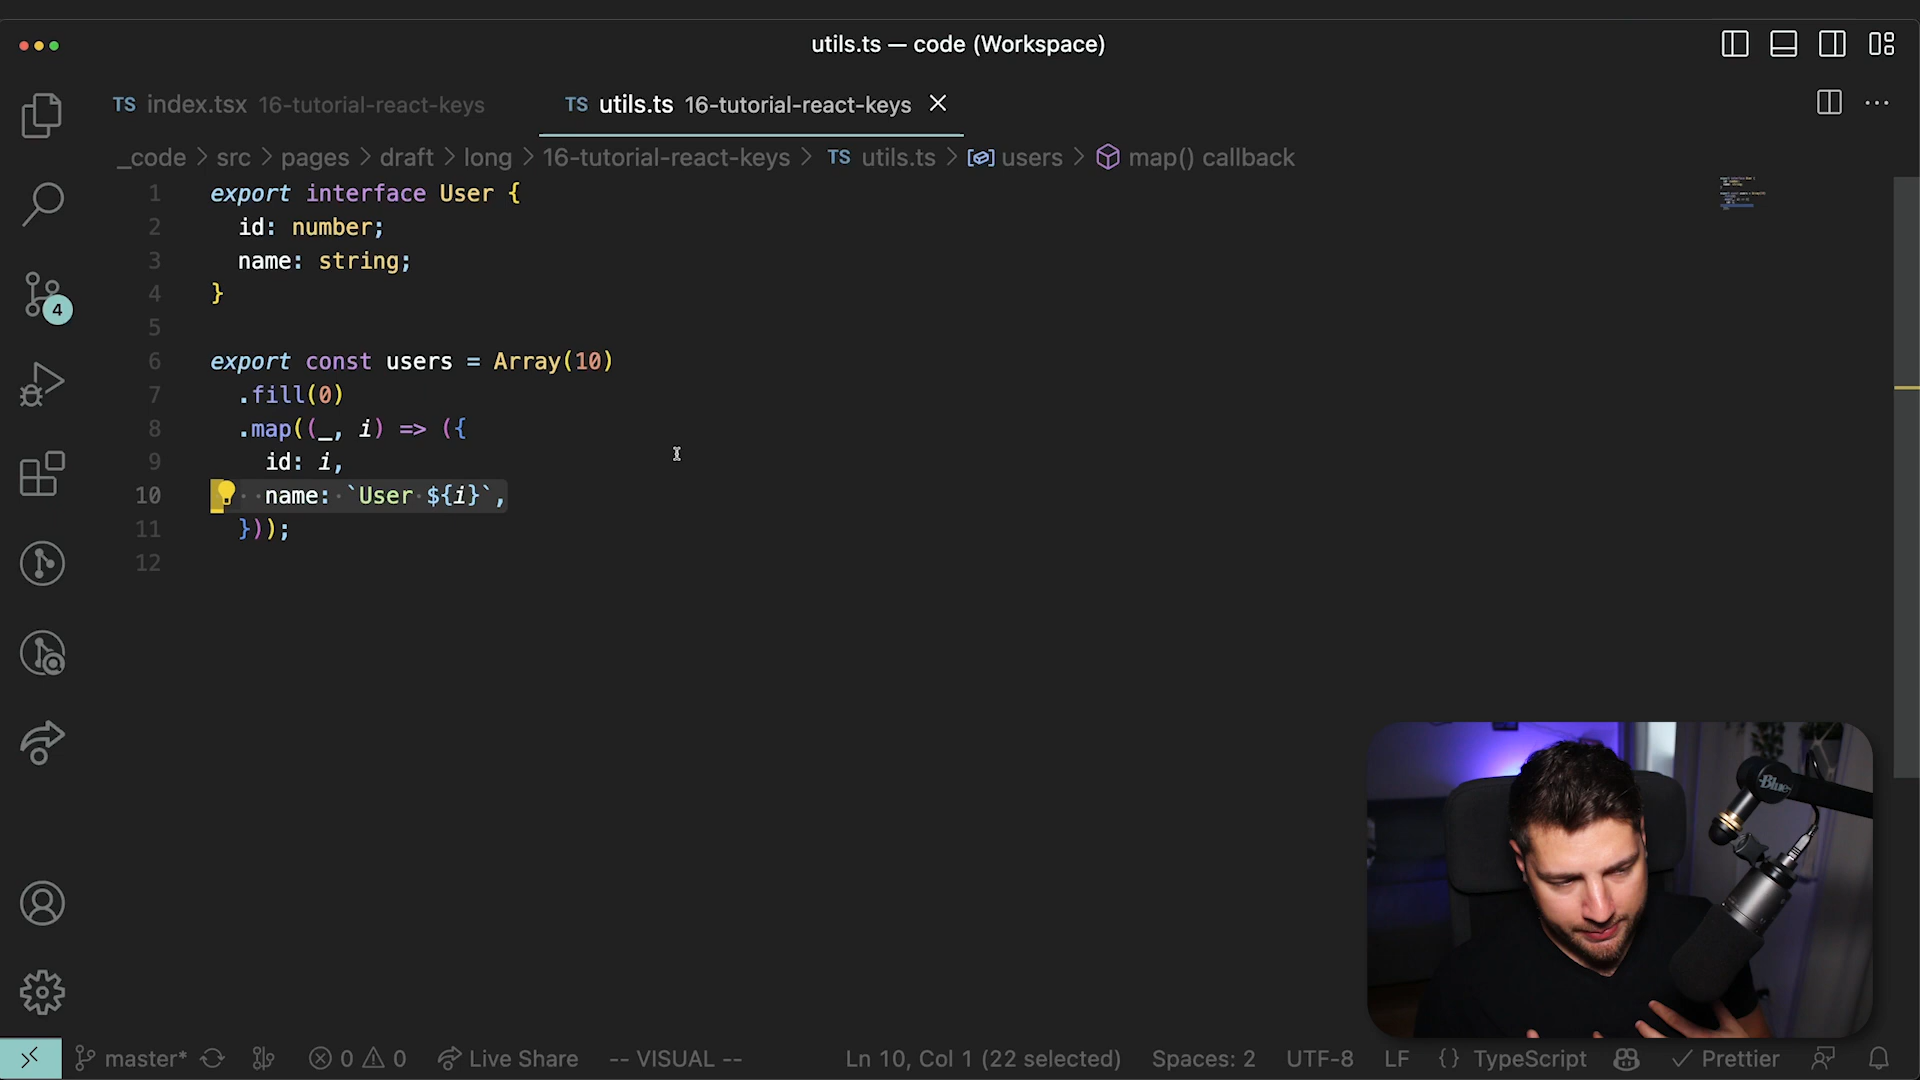 utils.ts — code (Workspace)
TS index.tsx 16-tutorial-react-keys
TS utils.ts 16-tutorial-react-keys
_code > src > pages > draft > long > 16-tutorial-react-keys > TS utils.ts > users > map() callback
1 export interface User {
2 id: number;
3 name: string;
4 }
5
6 export const users = Array(10)
7 .fill(0)
8 .map((_, i) => ({
9 id: i,
10 name: `User ${i}`,
11 }));
12
4
Blue
master* 0 0 Live Share -- VISUAL -- Ln 10, Col 1 (22 selected) Spaces: 2 UTF-8 LF {} TypeScript Prettier